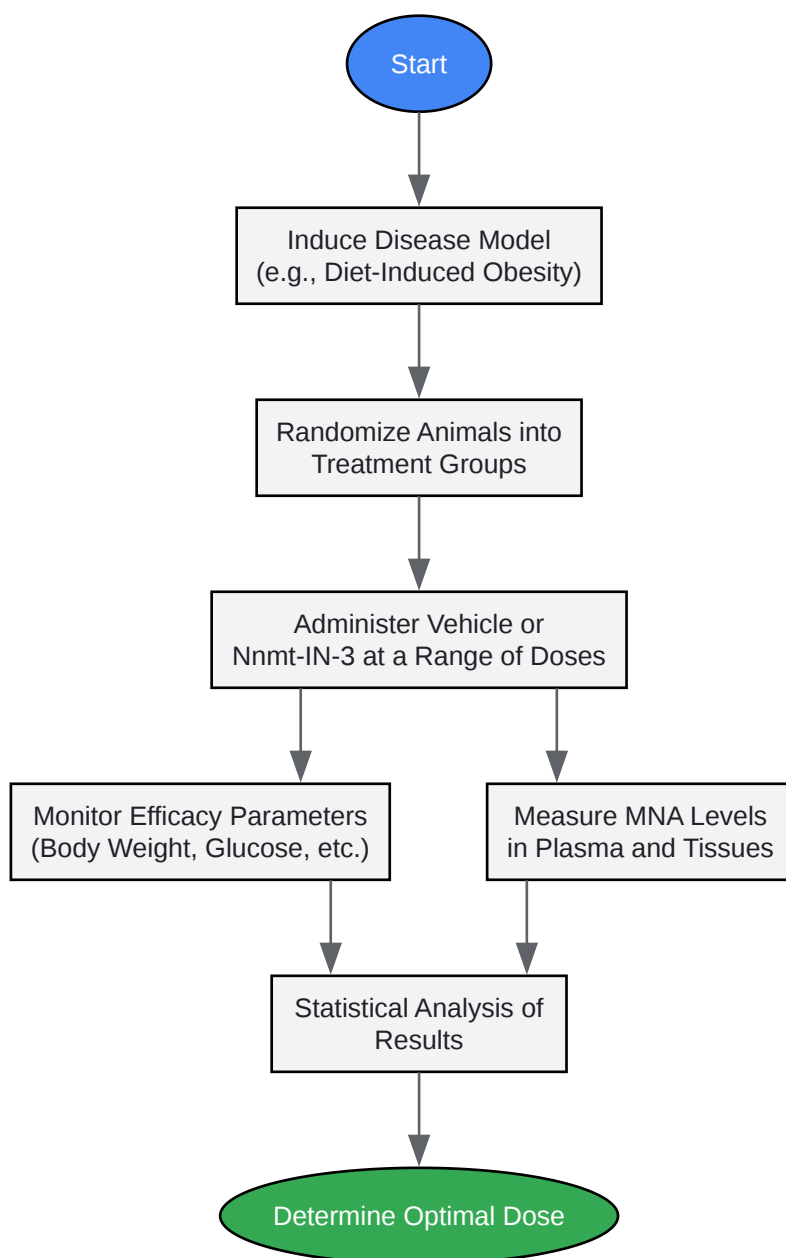 Start
Induce Disease Model
(e.g., Diet-Induced Obesity)
Randomize Animals into
Treatment Groups
Administer Vehicle or
Nnmt-IN-3 at a Range of Doses
Monitor Efficacy Parameters
(Body Weight, Glucose, etc.)
Measure MNA Levels
in Plasma and Tissues
Statistical Analysis of
Results
Determine Optimal Dose